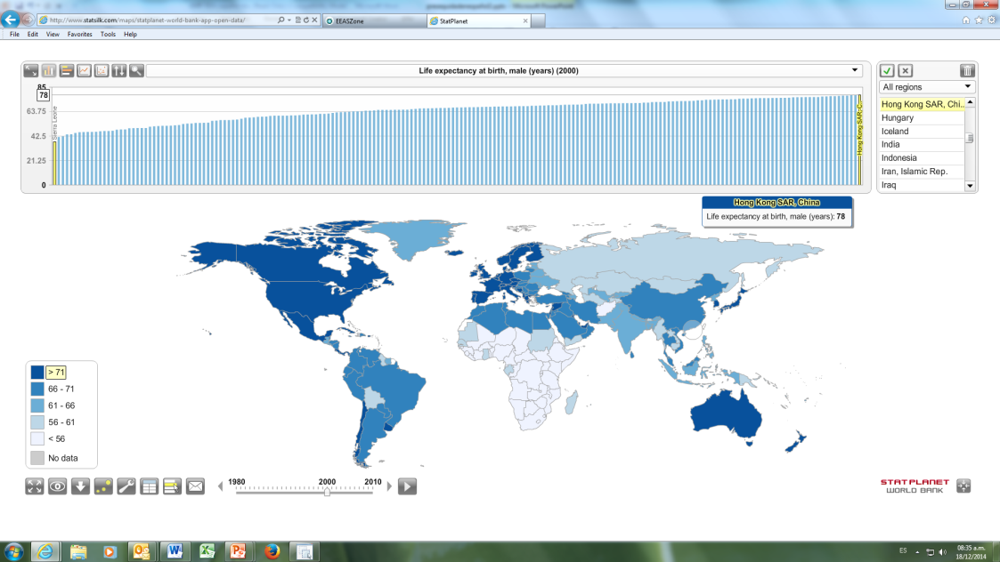 http://www.statsilk.com/maps/statplanet-world-bank-app-open-data/
EEASZone
StatPlanet
File Edit View Favorites Tools Help
Life expectancy at birth, male (years) (2000)
85
78
63.75
42.5
21.25
0
Sierra Leone
Hong Kong SAR, C...
All regions
Hong Kong SAR, Chi...
Hungary
Iceland
India
Indonesia
Iran, Islamic Rep.
Iraq
Hong Kong SAR, China
Life expectancy at birth, male (years): 78
> 71
66 - 71
61 - 66
56 - 61
< 56
No data
1980 2000 2010
STATPLANET
WORLD BANK
ES
08:35 a.m.
18/12/2014